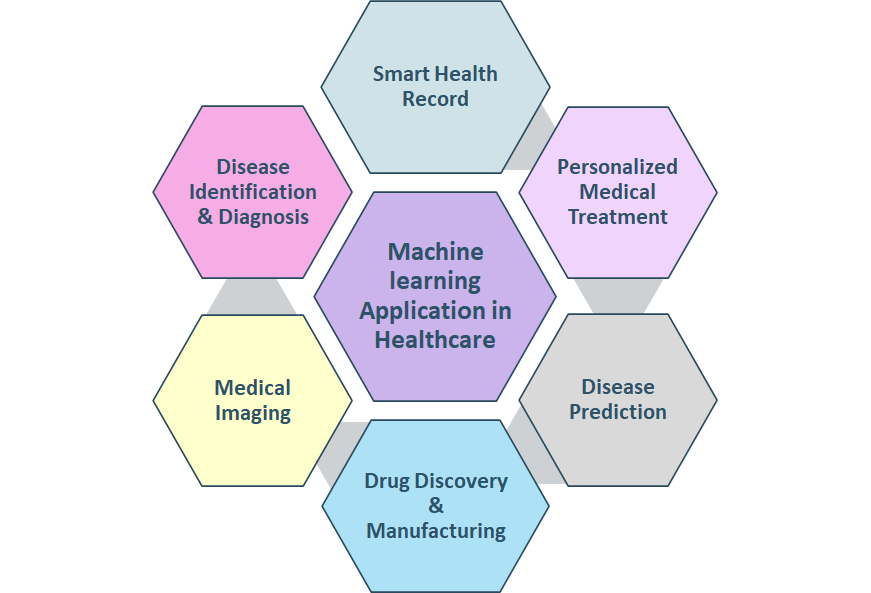 Smart Health
Record
Disease
Identification
& Diagnosis
Personalized
Medical
Treatment
Machine
learning
Application in
Healthcare
Medical
Imaging
Disease
Prediction
Drug Discovery
&
Manufacturing